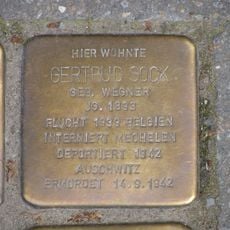 HIER WOHNTE
GERTRUD SOCK
GEB. WEGNER
JG. 1893
FLUCHT 1939 BELGIEN
INTERNIERT MECHELEN
DEPORTIERT 1942
AUSCHWITZ
ERMORDET 14.9.1942